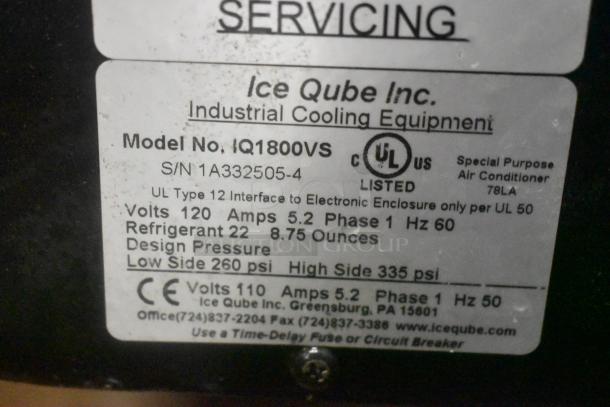 SERVICING
Ice Qube Inc.
Industrial Cooling Equipment
Model No. IQ1800VS
S/N 1A332505-4
C UL US
LISTED
Special Purpose
Air Conditioner
78LA
UL Type 12 Interface to Electronic Enclosure only per UL 50
Volts 120 Amps 5.2 Phase 1 Hz 60
Refrigerant 22 8.75 Ounces
Design Pressure
Low Side 260 psi High Side 335 psi
CE Volts 110 Amps 5.2 Phase 1 Hz 50
Ice Qube Inc. Greensburg, PA 15601
Office(724)837-2204 Fax (724)837-3386 www.iceqube.com
Use a Time-Delay Fuse or Circuit Breaker